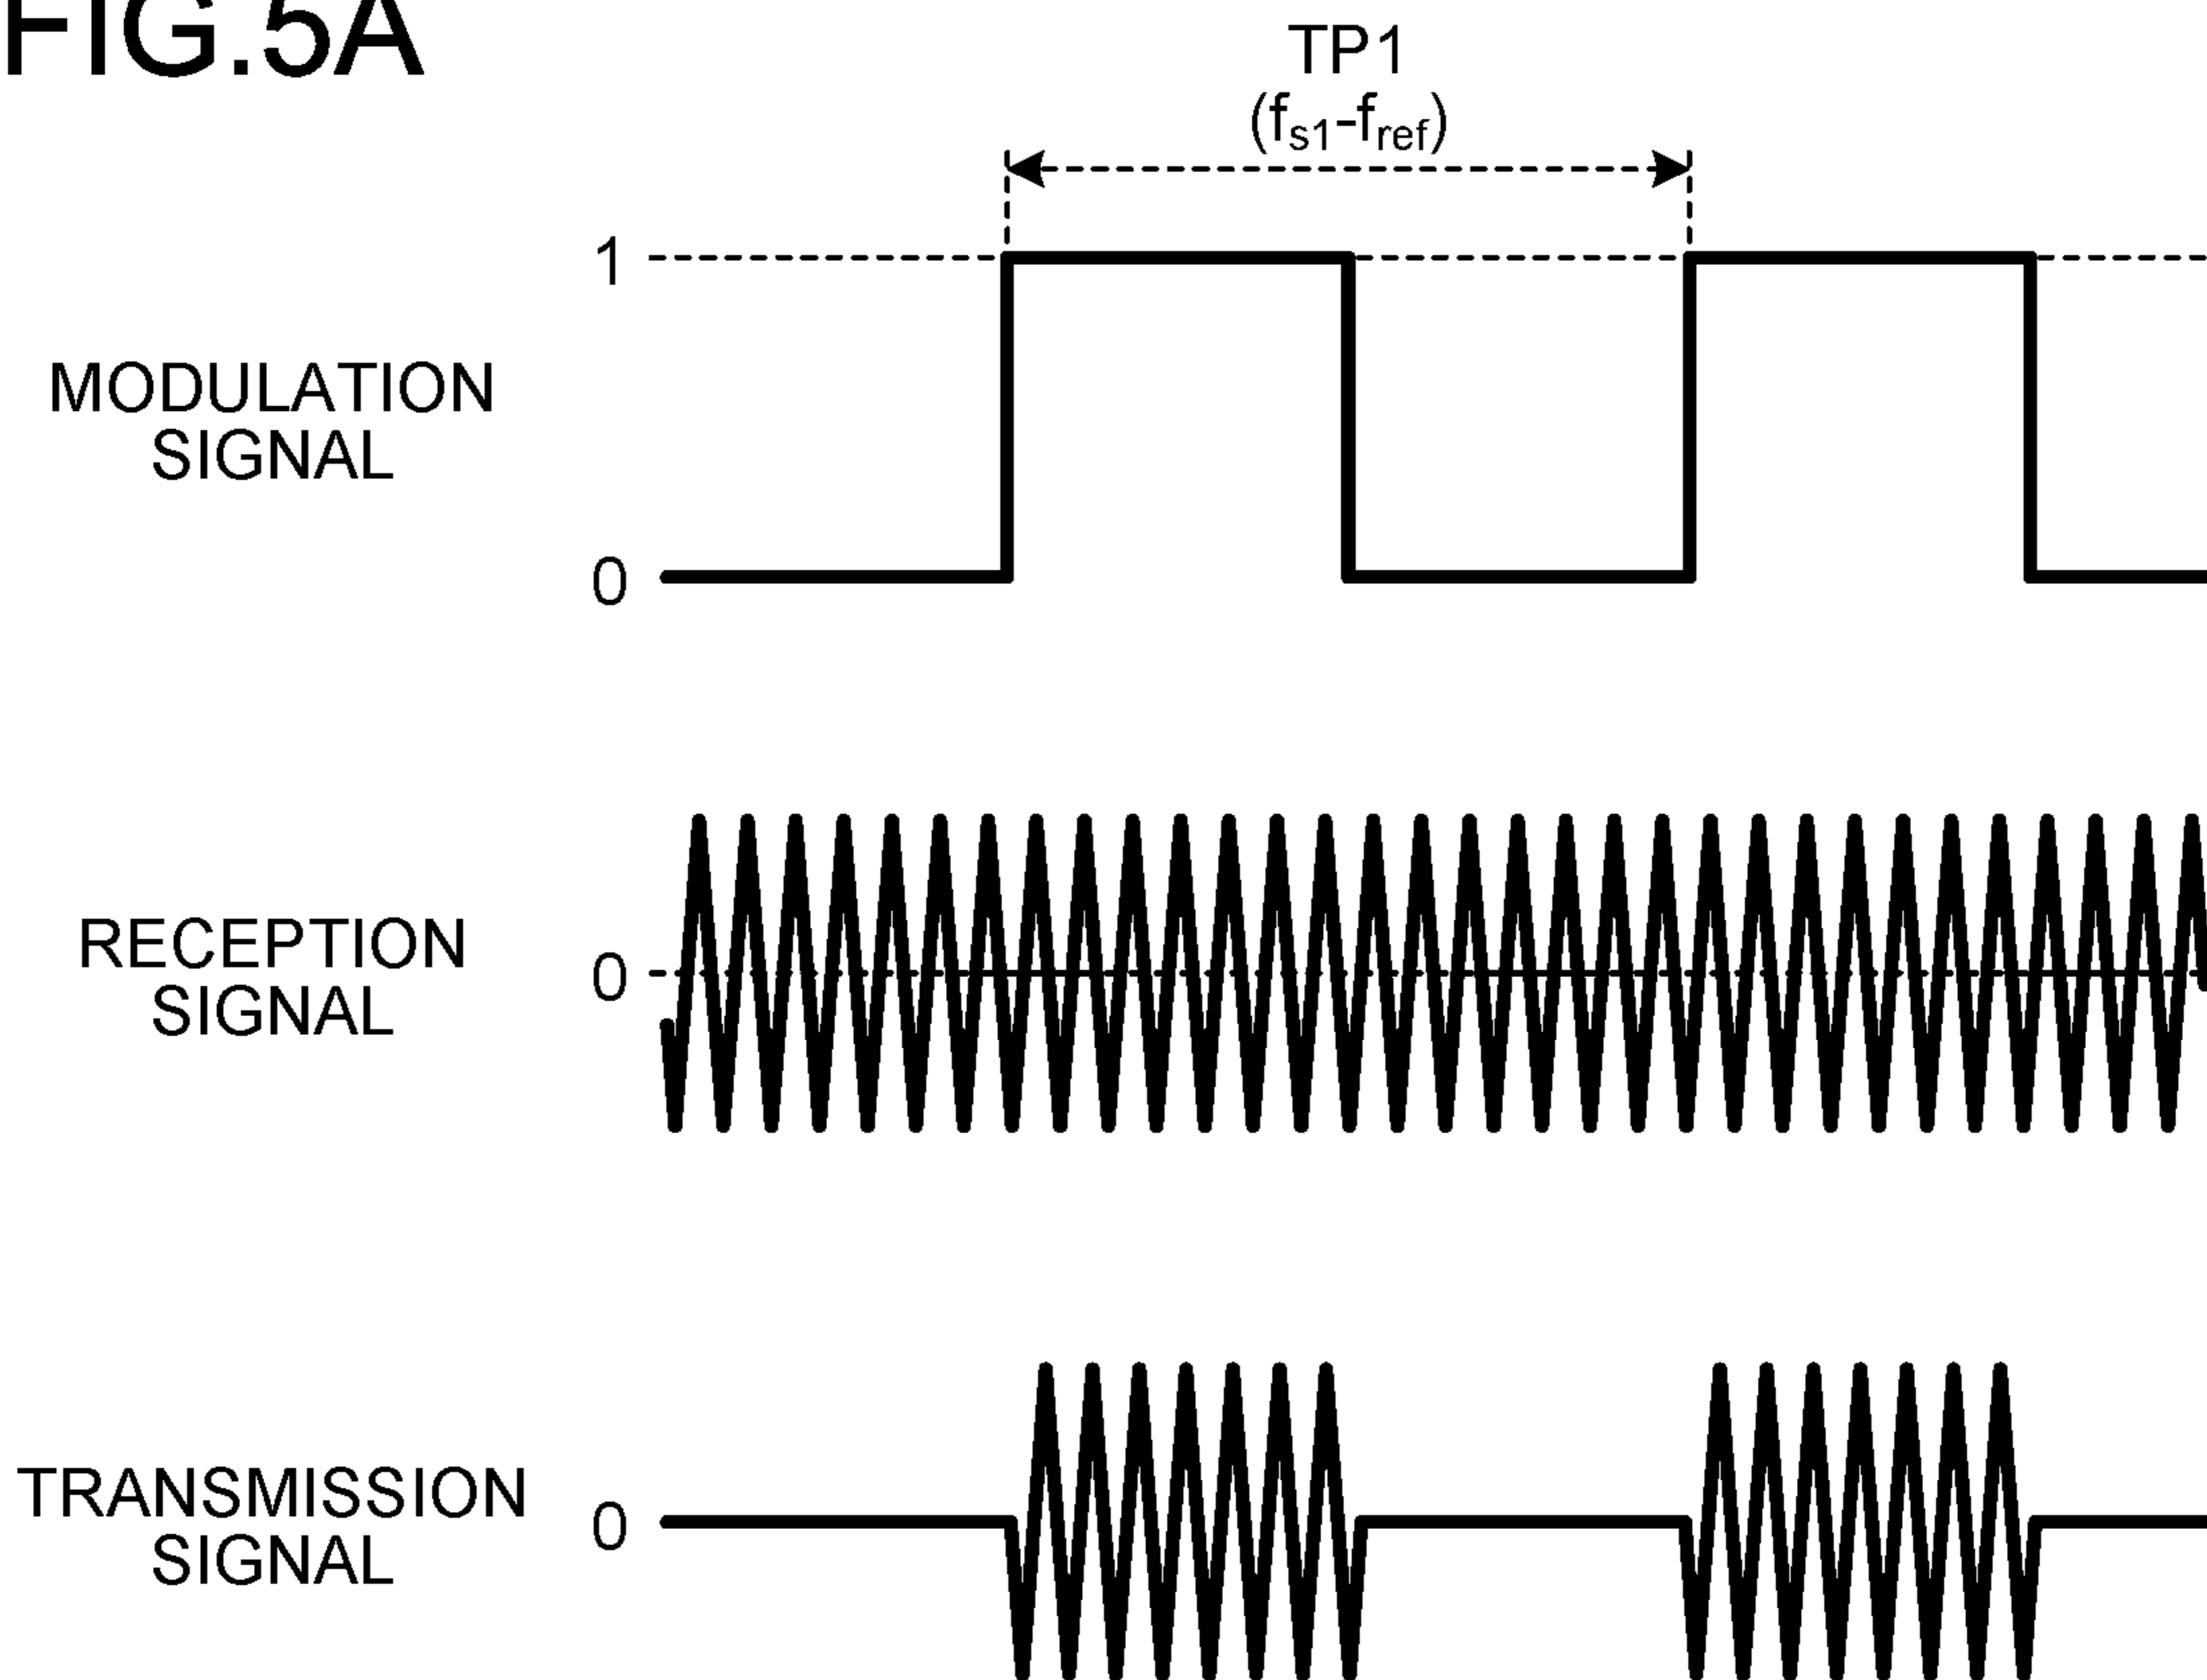 FIG.5A
TP1
(fs1-fref)
1
MODULATION
SIGNAL
0
RECEPTION
SIGNAL
0
TRANSMISSION
SIGNAL
0